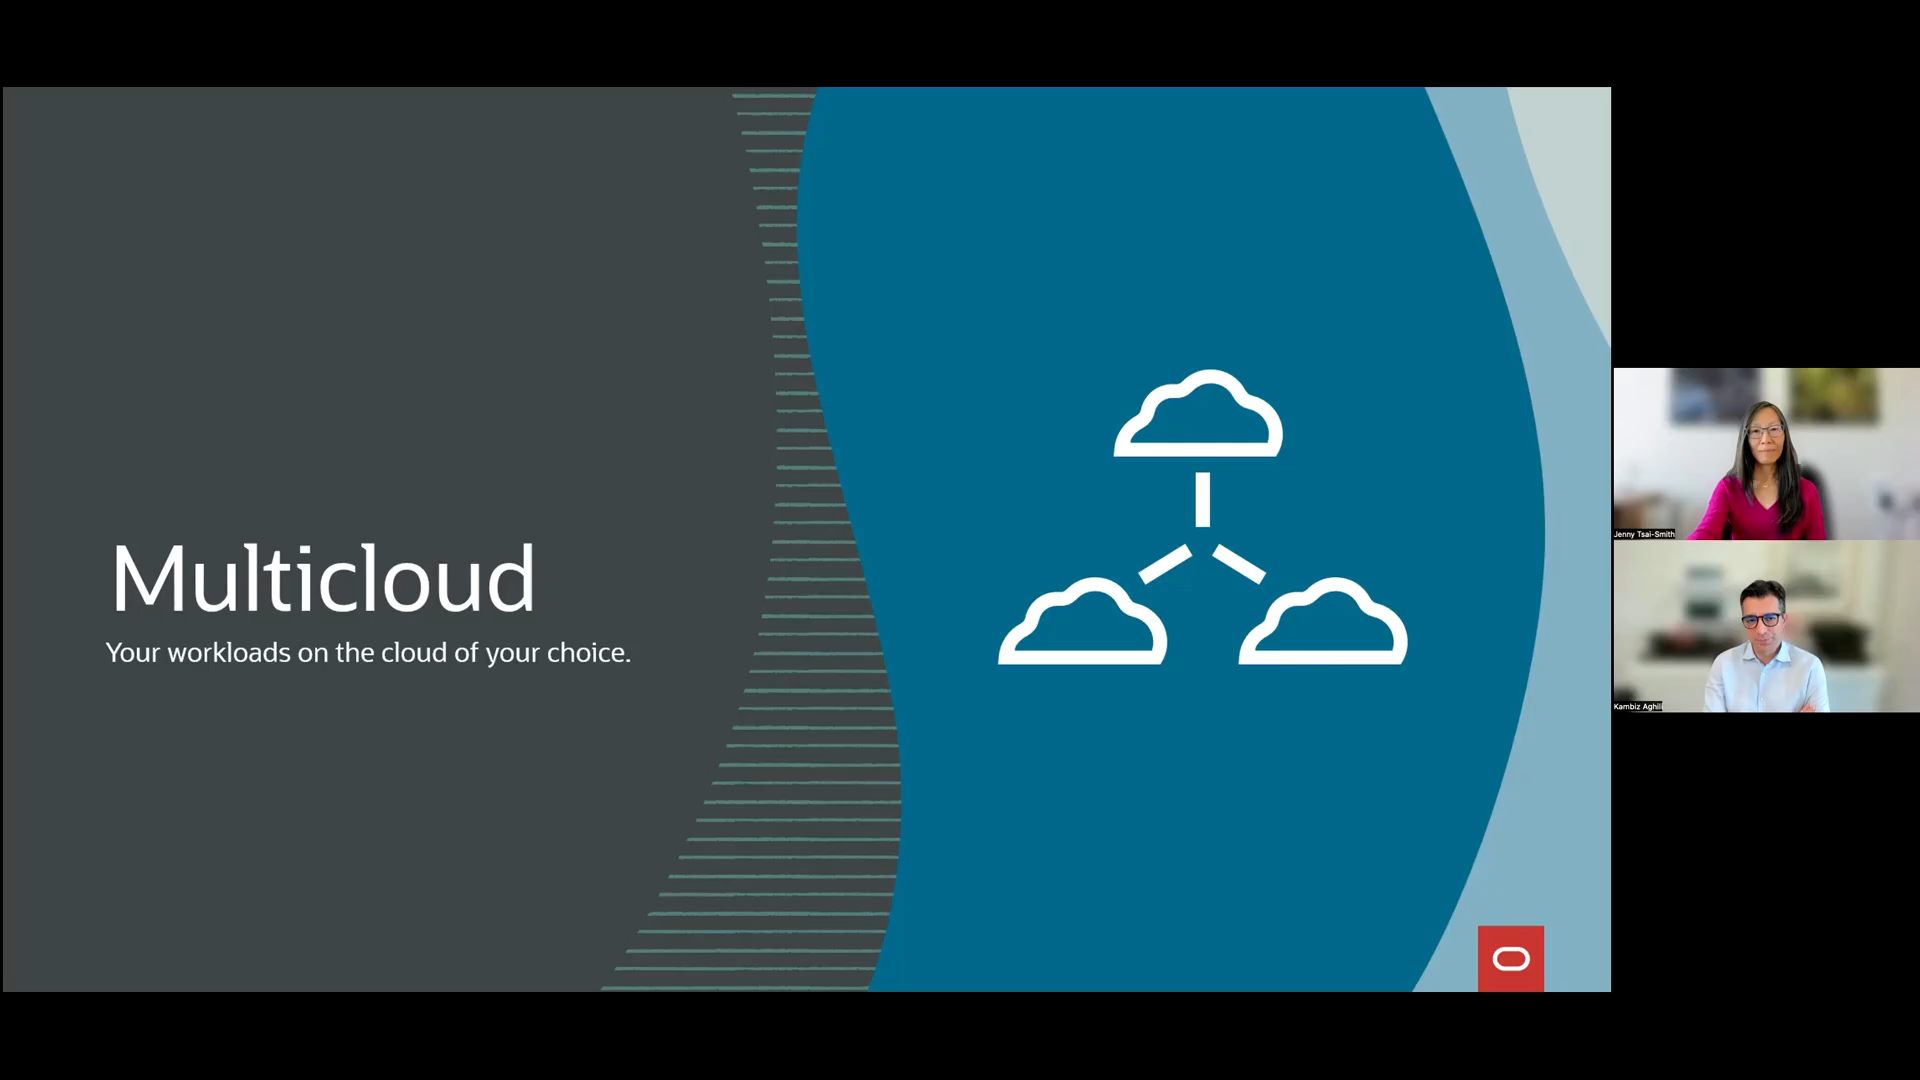 Multicloud
Your workloads on the cloud of your choice.
Jenny Tsai-Smith
Kambiz Aghili